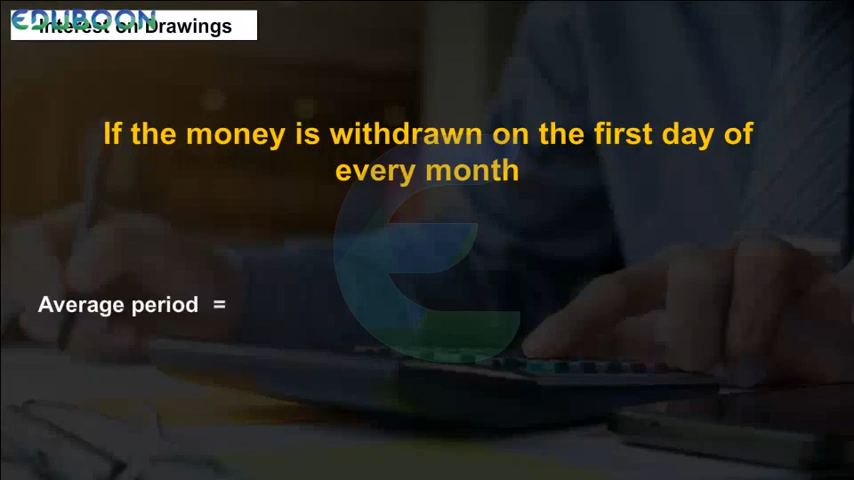 EDUBOON
Interest on Drawings
If the money is withdrawn on the first day of
every month
Average period =